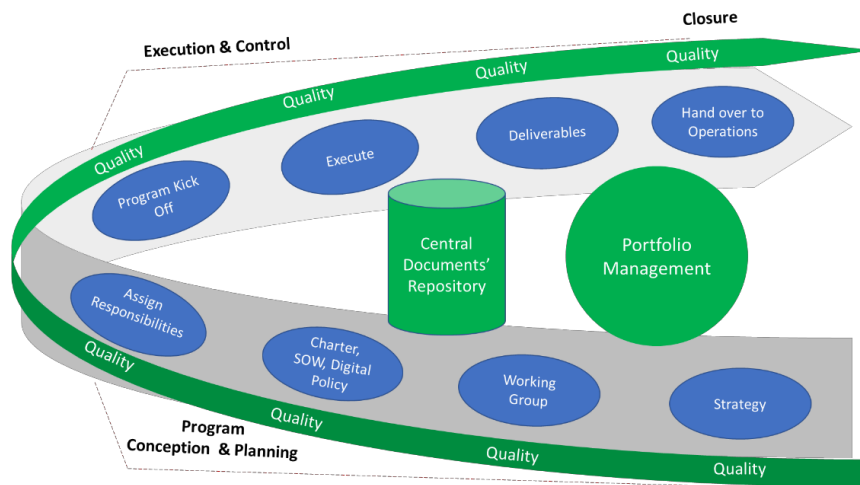 Closure
Execution & Control
Quality
Quality
Quality
Quality
Hand over to
Operations
Deliverables
Execute
Program Kick
Off
Central
Documents’
Repository
Portfolio
Management
Assign
Responsibilities
Charter,
SOW, Digital
Policy
Working
Group
Strategy
Quality
Quality
Quality
Quality
Program
Conception & Planning